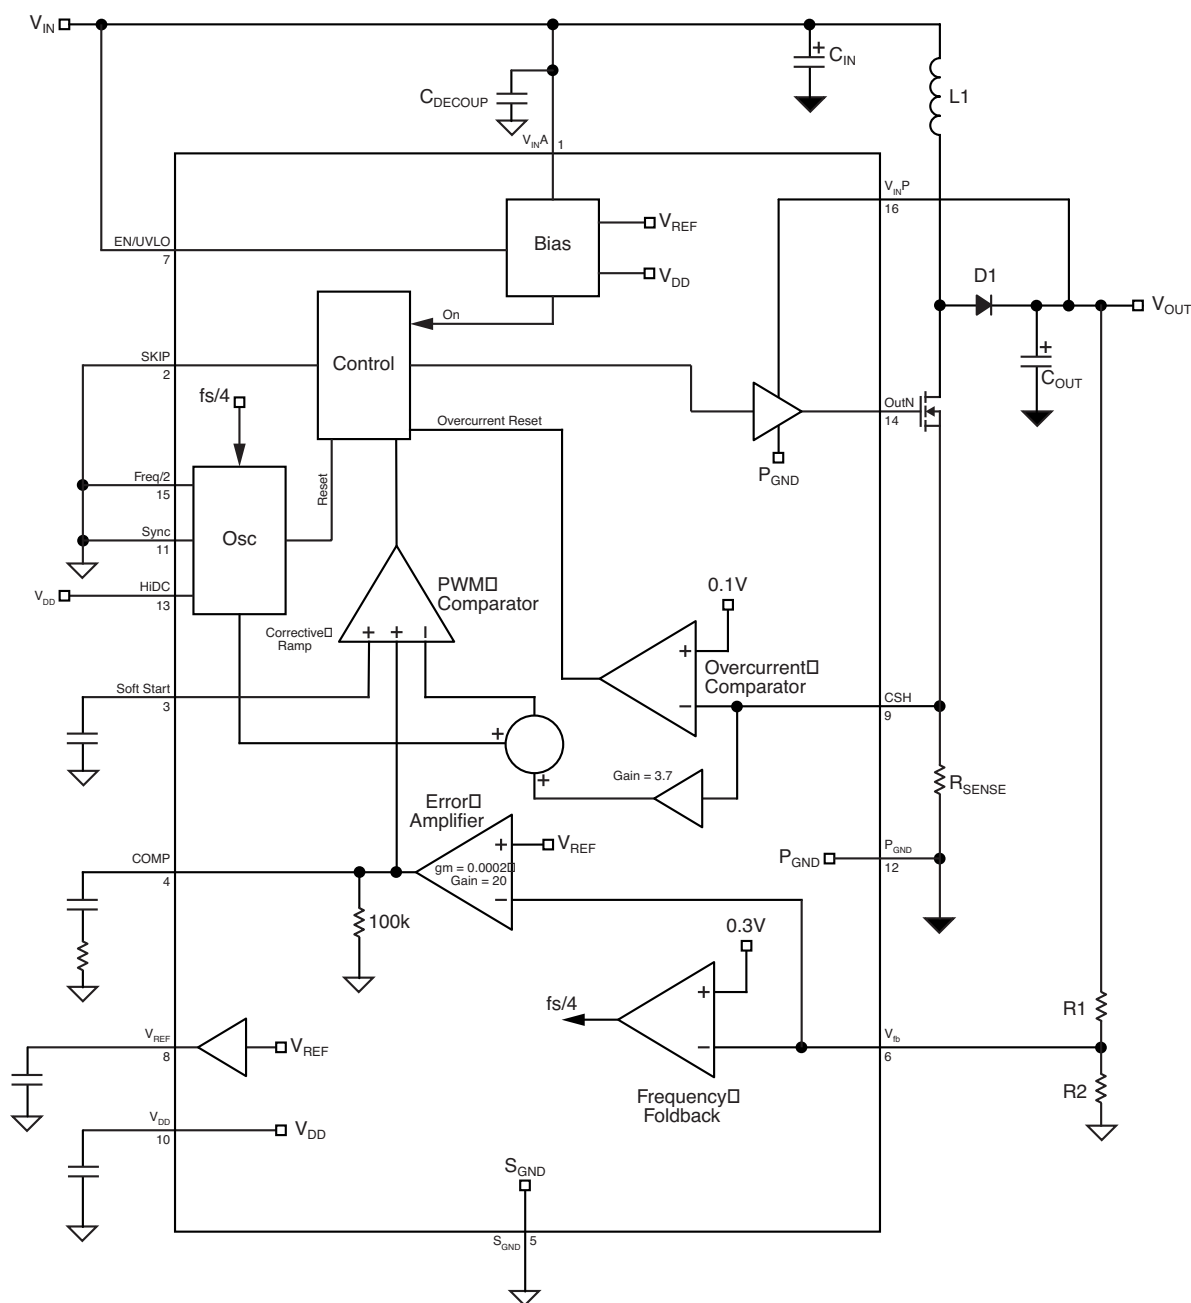 VIN
CIN
CDECOUP
L1
VINA
1
VINP
16
EN/UVLO
7
Bias
VREF
VDD
D1
VOUT
On
Control
SKIP
2
fs/4
COUT
OutN
14
Overcurrent Reset
PGND
Freq/2
15
Reset
Osc
Sync
11
HiDC
13
VDD
PWM□
Comparator
0.1V
Corrective□
Ramp
+ + −
+
Overcurrent□
Comparator
−
Soft Start
3
CSH
9
+
+
Gain = 3.7
RSENSE
Error□
Amplifier
+
VREF
gm = 0.0002□
Gain = 20
−
PGND
PGND
12
COMP
4
100k
0.3V
fs/4
+
−
R1
VREF
8
VREF
Vfb
6
Frequency□
Foldback
R2
VDD
10
VDD
SGND
SGND
5